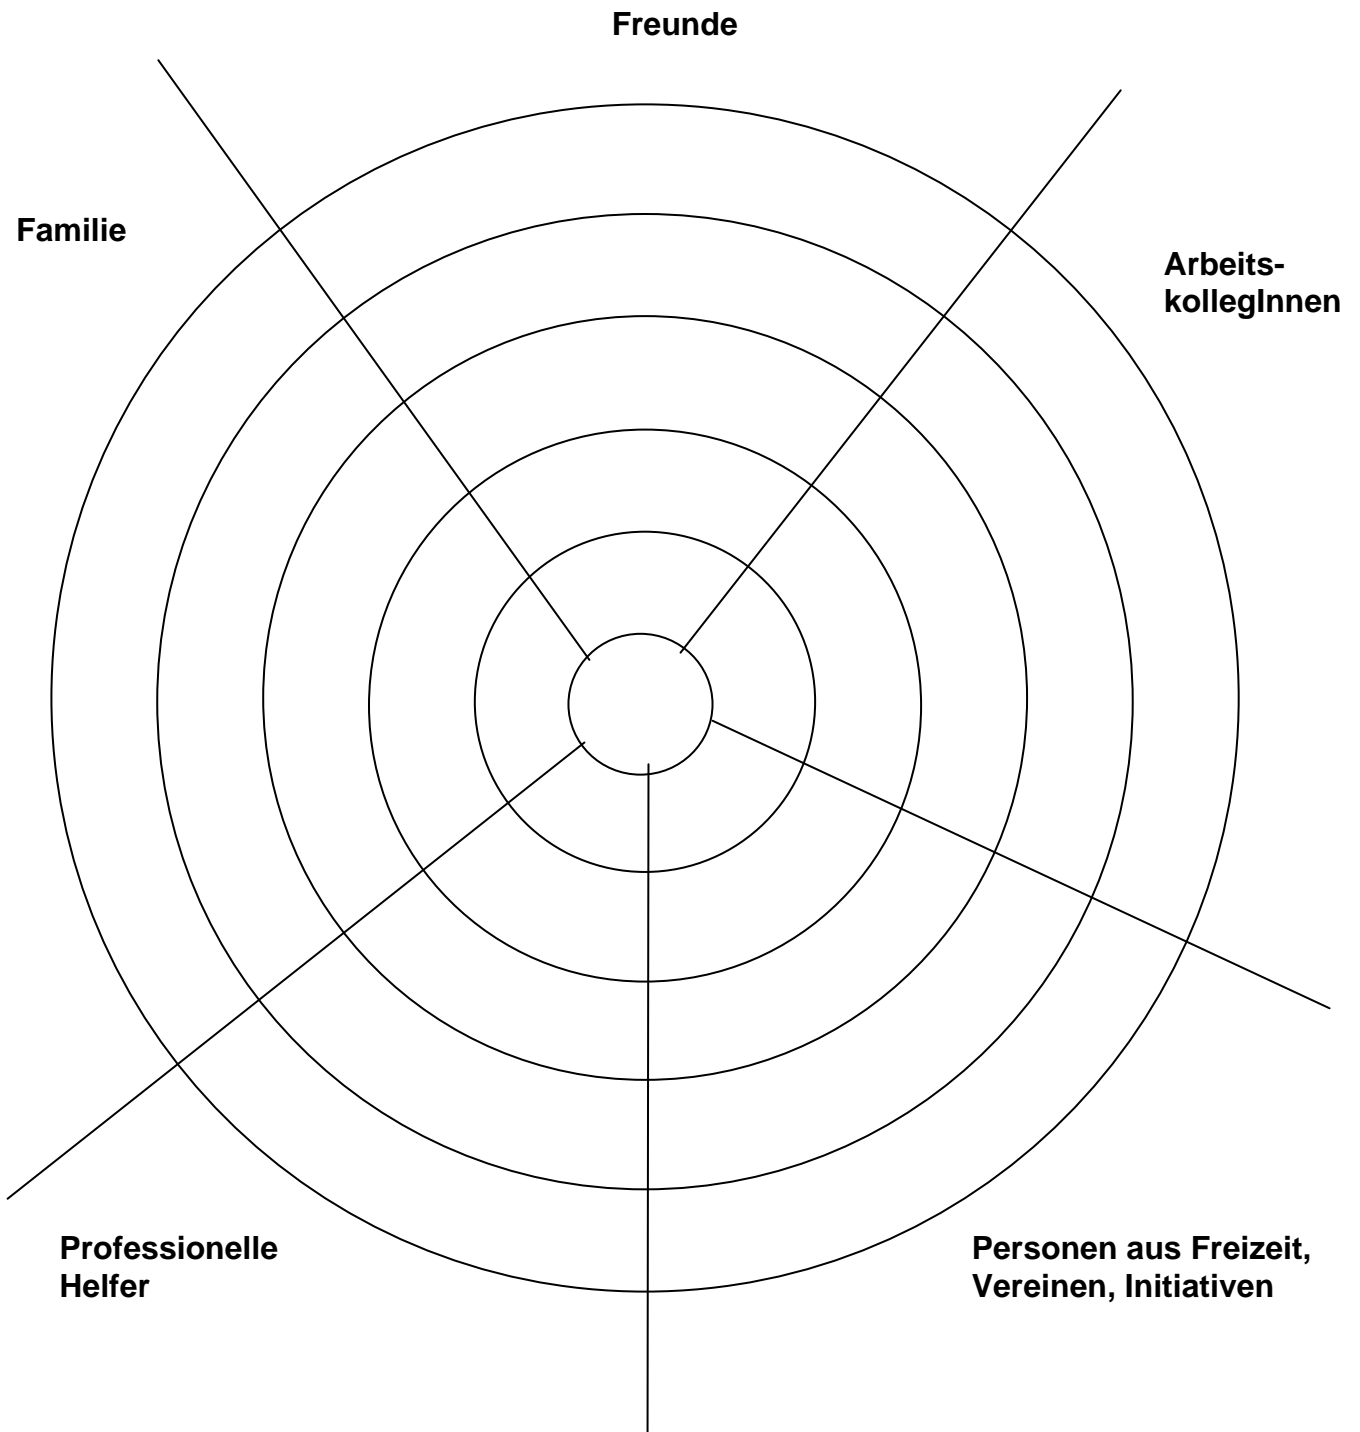 Freunde
Familie
Arbeits-
kollegInnen
Professionelle
Helfer
Personen aus Freizeit,
Vereinen, Initiativen